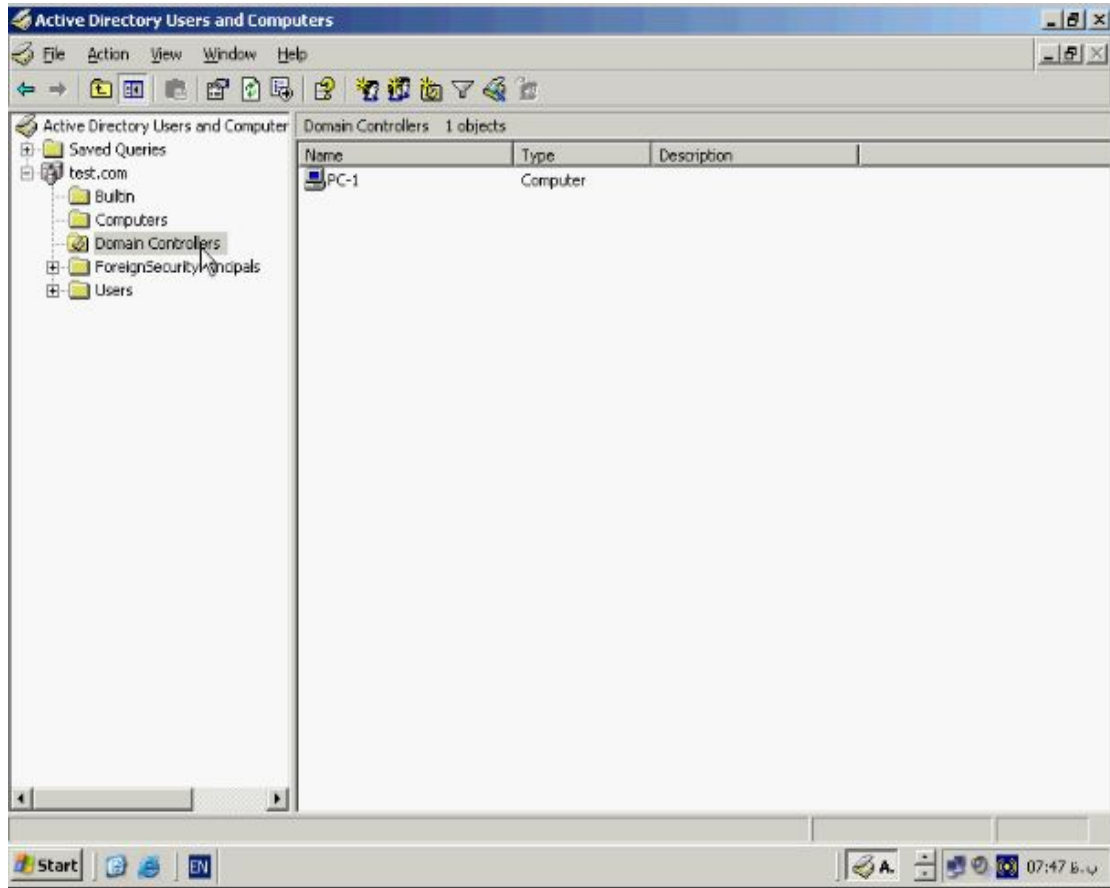 Active Directory Users and Computers
File Action View Window Help
Active Directory Users and Computer
Domain Controllers 1 objects
Saved Queries
Name Type Description
test.com
PC-1 Computer
Builtin
Computers
Domain Controllers
ForeignSecurityPrincipals
Users
Start EN A. 07:47 ب.ظ